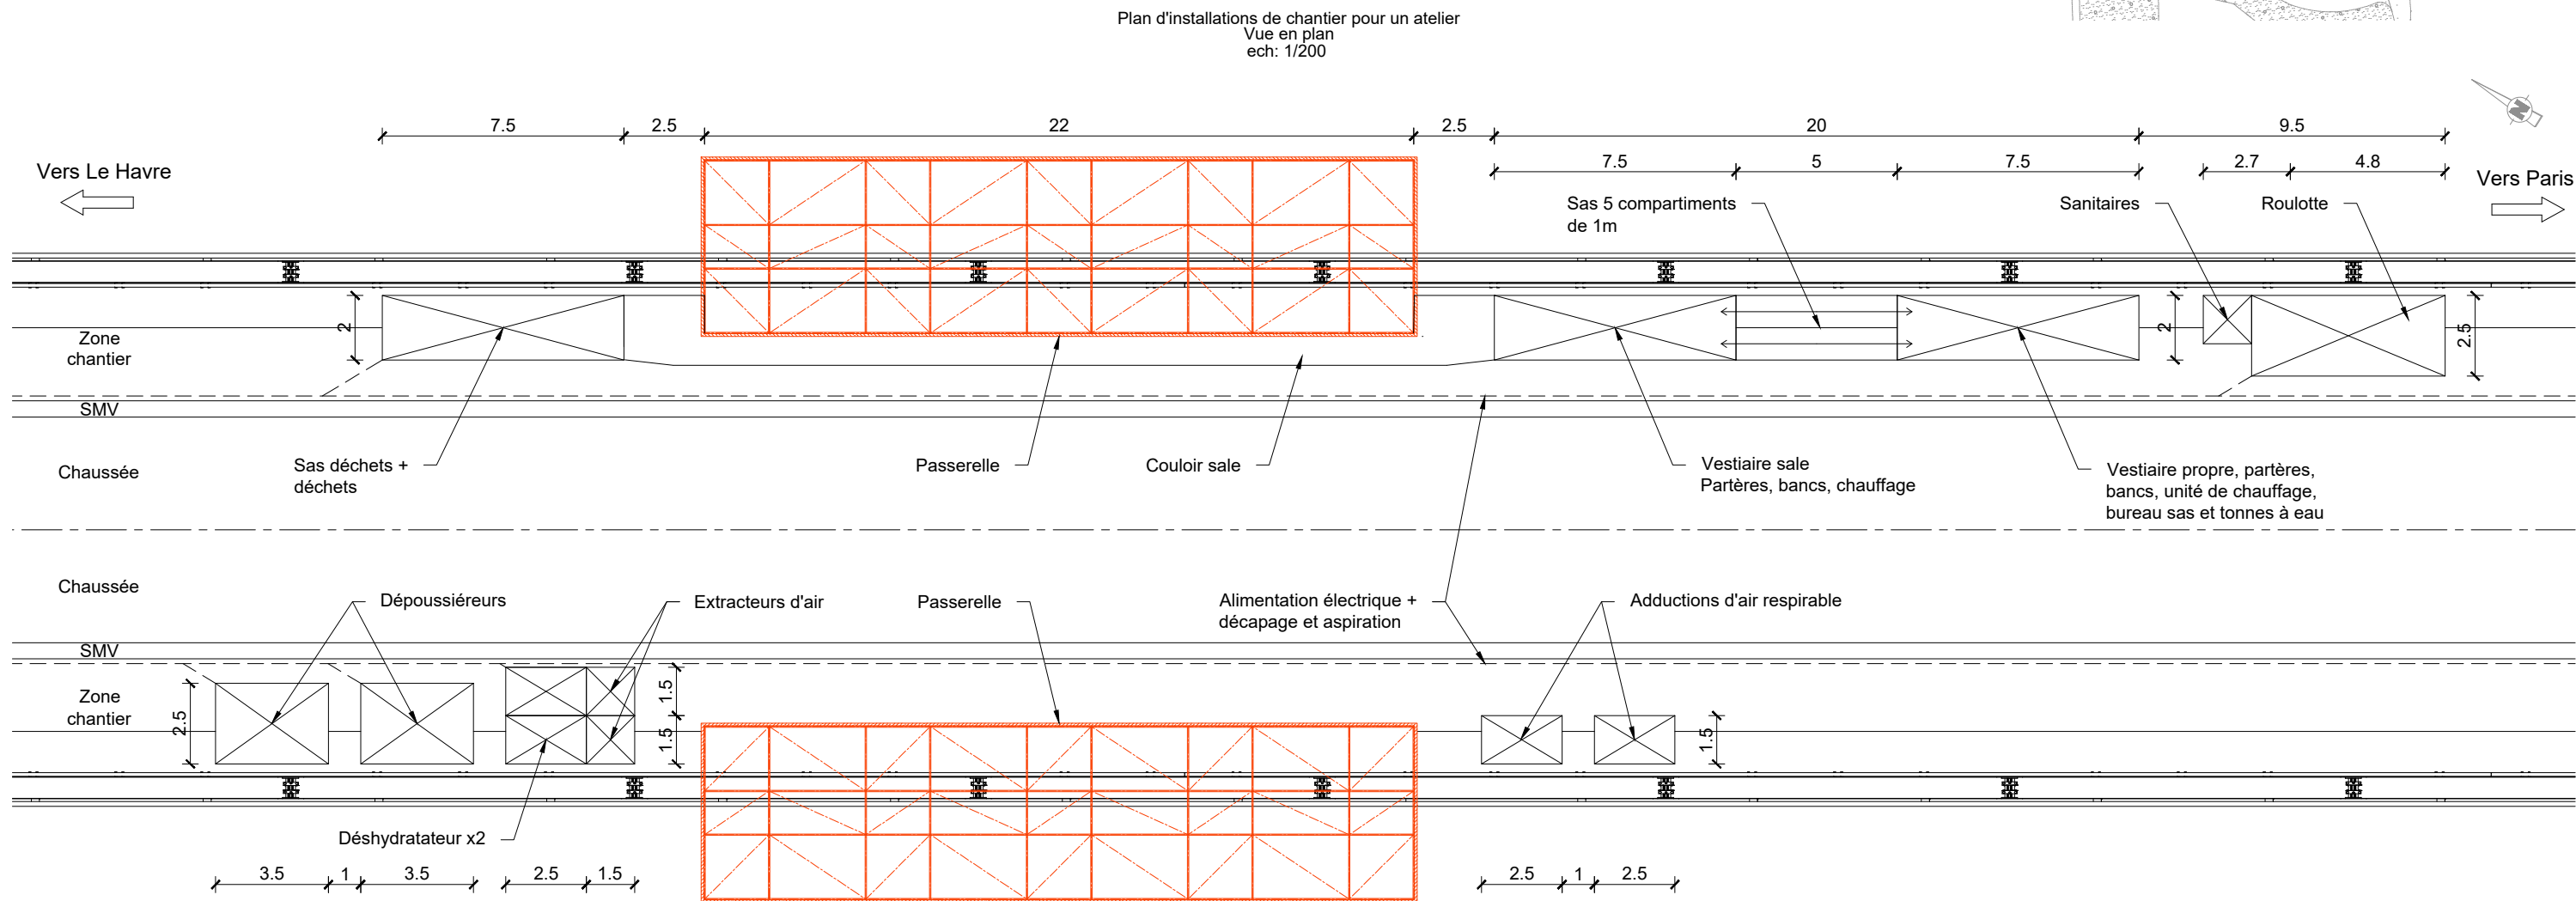 Plan d'installations de chantier pour un atelier
Vue en plan
ech: 1/200
N
7.5
2.5
22
2.5
20
9.5
7.5
5
7.5
2.7
4.8
Vers Le Havre
Vers Paris
Sas 5 compartiments
de 1m
Sanitaires
Roulotte
2
2
2.5
Zone
chantier
SMV
Chaussée
Sas déchets +
déchets
Passerelle
Couloir sale
Vestiaire sale
Partères, bancs, chauffage
Vestiaire propre, partères,
bancs, unité de chauffage,
bureau sas et tonnes à eau
Chaussée
Dépoussiéreurs
Extracteurs d'air
Passerelle
Alimentation électrique +
décapage et aspiration
Adductions d'air respirable
SMV
Zone
chantier
2.5
1.5
1.5
1.5
Déshydratateur x2
3.5
1
3.5
2.5
1.5
2.5
1
2.5